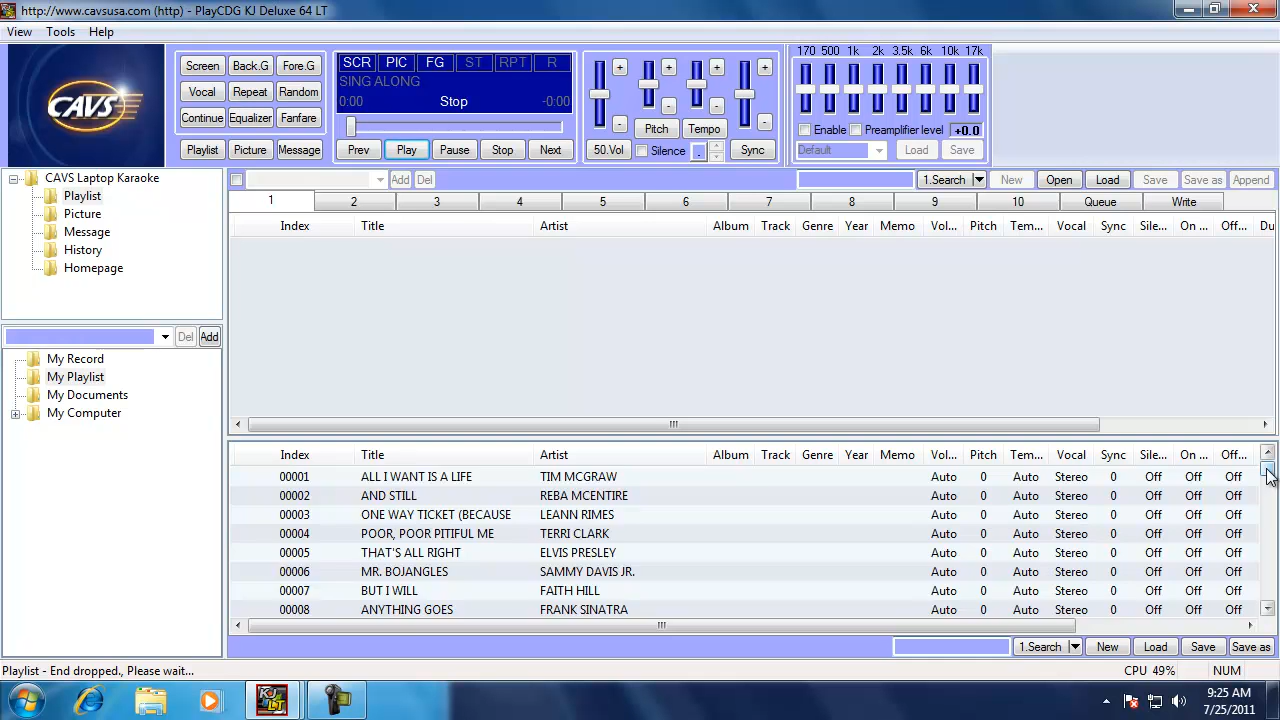 http://www.cavsusa.com (http) - PlayCDG KJ Deluxe 64 LT
View Tools Help
CAVS
Screen Back.G Fore.G
Vocal Repeat Random
Continue Equalizer Fanfare
Playlist Picture Message
SCR PIC FG ST RPT R
SING ALONG
0:00 Stop -0:00
Prev Play Pause Stop Next
+ + + +
- - - -
Pitch Tempo
50.Vol Silence . Sync
170 500 1k 2k 3.5k 6k 10k 17k
Enable Preamplifier level +0.0
Default Load Save
CAVS Laptop Karaoke
Playlist
Picture
Message
History
Homepage
Del Add
My Record
My Playlist
My Documents
My Computer
Add Del 1.Search New Open Load Save Save as Append
1 2 3 4 5 6 7 8 9 10 Queue Write
Index Title Artist Album Track Genre Year Memo Vol... Pitch Tem... Vocal Sync Sile... On ... Off... Du
Index Title Artist Album Track Genre Year Memo Vol... Pitch Tem... Vocal Sync Sile... On ... Off...
00001 ALL I WANT IS A LIFE TIM MCGRAW Auto 0 Auto Stereo 0 Off Off Off
00002 AND STILL REBA MCENTIRE Auto 0 Auto Stereo 0 Off Off Off
00003 ONE WAY TICKET (BECAUSE LEANN RIMES Auto 0 Auto Stereo 0 Off Off Off
00004 POOR, POOR PITIFUL ME TERRI CLARK Auto 0 Auto Stereo 0 Off Off Off
00005 THAT'S ALL RIGHT ELVIS PRESLEY Auto 0 Auto Stereo 0 Off Off Off
00006 MR. BOJANGLES SAMMY DAVIS JR. Auto 0 Auto Stereo 0 Off Off Off
00007 BUT I WILL FAITH HILL Auto 0 Auto Stereo 0 Off Off Off
00008 ANYTHING GOES FRANK SINATRA Auto 0 Auto Stereo 0 Off Off Off
1.Search New Load Save Save as
Playlist - End dropped, Please wait... CPU 49% NUM
KJ LT
9:25 AM
7/25/2011